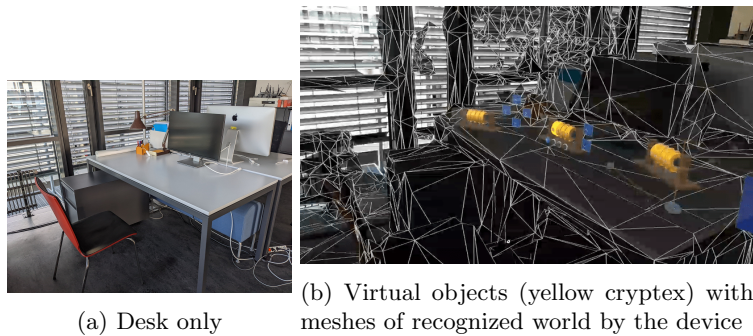 (a) Desk only
(b) Virtual objects (yellow cryptex) with
meshes of recognized world by the device